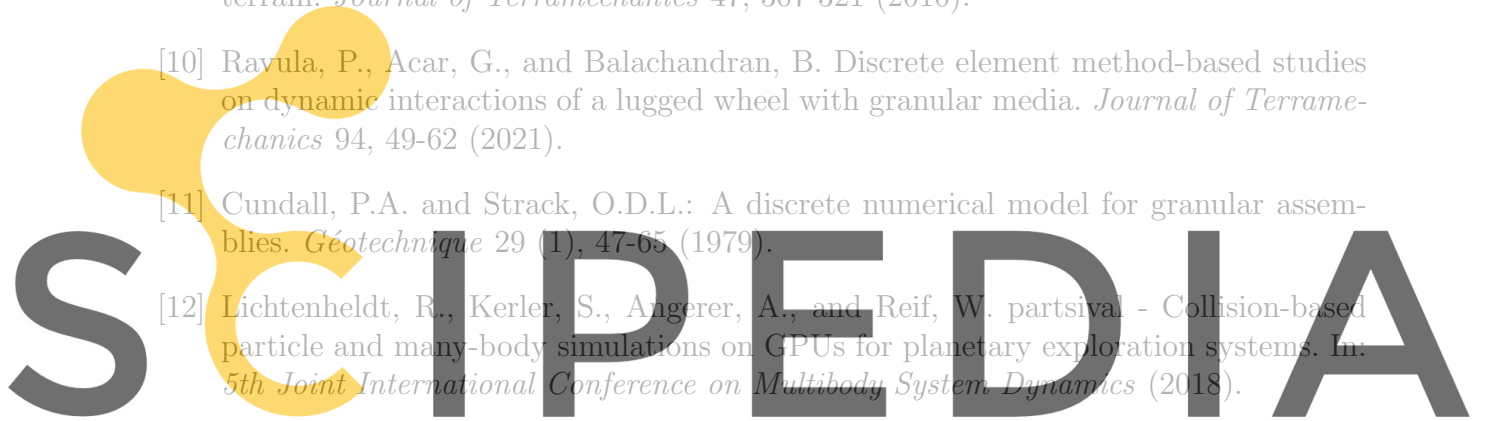 terrain. Journal of Terramechanics 47, 307-321 (2010).
[10] Ravula, P., Acar, G., and Balachandran, B. Discrete element method-based studies
on dynamic interactions of a lugged wheel with granular media. Journal of Terrame-
chanics 94, 49-62 (2021).
[11] Cundall, P.A. and Strack, O.D.L.: A discrete numerical model for granular assem-
blies. Géotechnique 29 (1), 47-65 (1979).
[12] Lichtenheldt, R., Kerler, S., Angerer, A., and Reif, W. partsival - Collision-based
particle and many-body simulations on GPUs for planetary exploration systems. In:
5th Joint International Conference on Multibody System Dynamics (2018).
SCIPEDIA